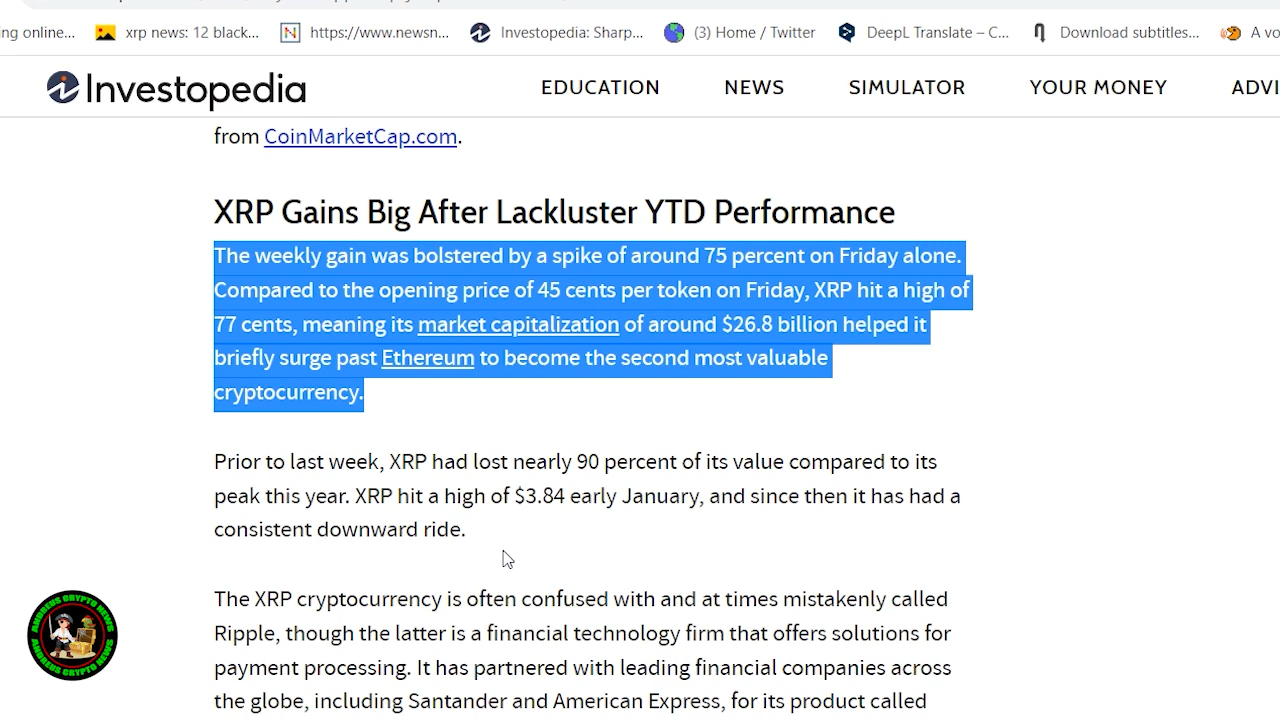 ng online...
xrp news: 12 black...
https://www.newsn...
Investopedia: Sharp...
(3) Home / Twitter
DeepL Translate – C...
Download subtitles...
A vo
Investopedia
EDUCATION
NEWS
SIMULATOR
YOUR MONEY
ADVI
from CoinMarketCap.com.
XRP Gains Big After Lackluster YTD Performance
The weekly gain was bolstered by a spike of around 75 percent on Friday alone.
Compared to the opening price of 45 cents per token on Friday, XRP hit a high of
77 cents, meaning its market capitalization of around $26.8 billion helped it
briefly surge past Ethereum to become the second most valuable
cryptocurrency.
Prior to last week, XRP had lost nearly 90 percent of its value compared to its
peak this year. XRP hit a high of $3.84 early January, and since then it has had a
consistent downward ride.
The XRP cryptocurrency is often confused with and at times mistakenly called
Ripple, though the latter is a financial technology firm that offers solutions for
payment processing. It has partnered with leading financial companies across
the globe, including Santander and American Express, for its product called
ANDREUS CRYPTO NEWS
ANDREUS CRYPTO NEWS